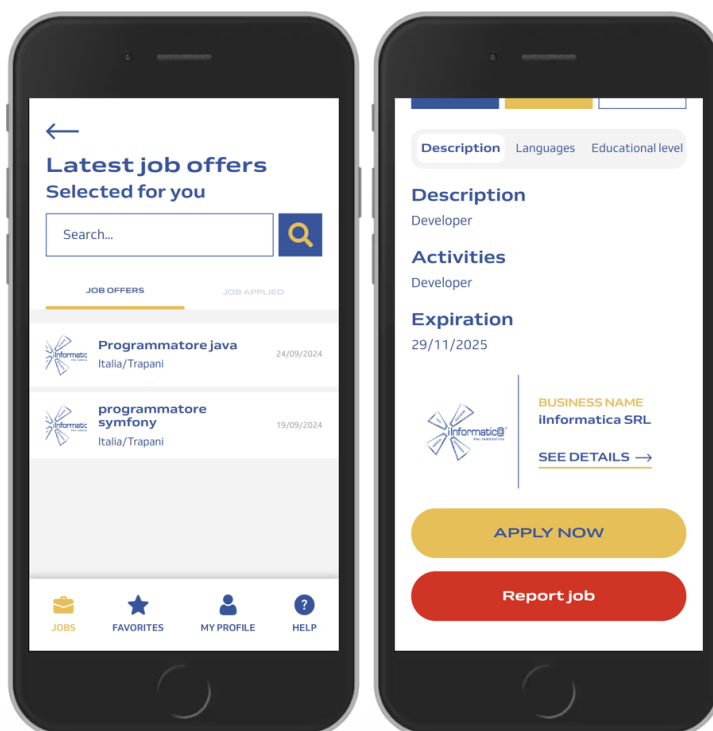 Latest job offers
Selected for you
Search...
JOB OFFERS
JOB APPLIED
Programmatore java
Italia/Trapani
24/09/2024
programmatore
symfony
Italia/Trapani
19/09/2024
JOBS
FAVORITES
MY PROFILE
?
HELP
Description
Languages
Educational level
Description
Developer
Activities
Developer
Expiration
29/11/2025
iInformatic@
BUSINESS NAME
iInformatica SRL
SEE DETAILS →
APPLY NOW
Report job